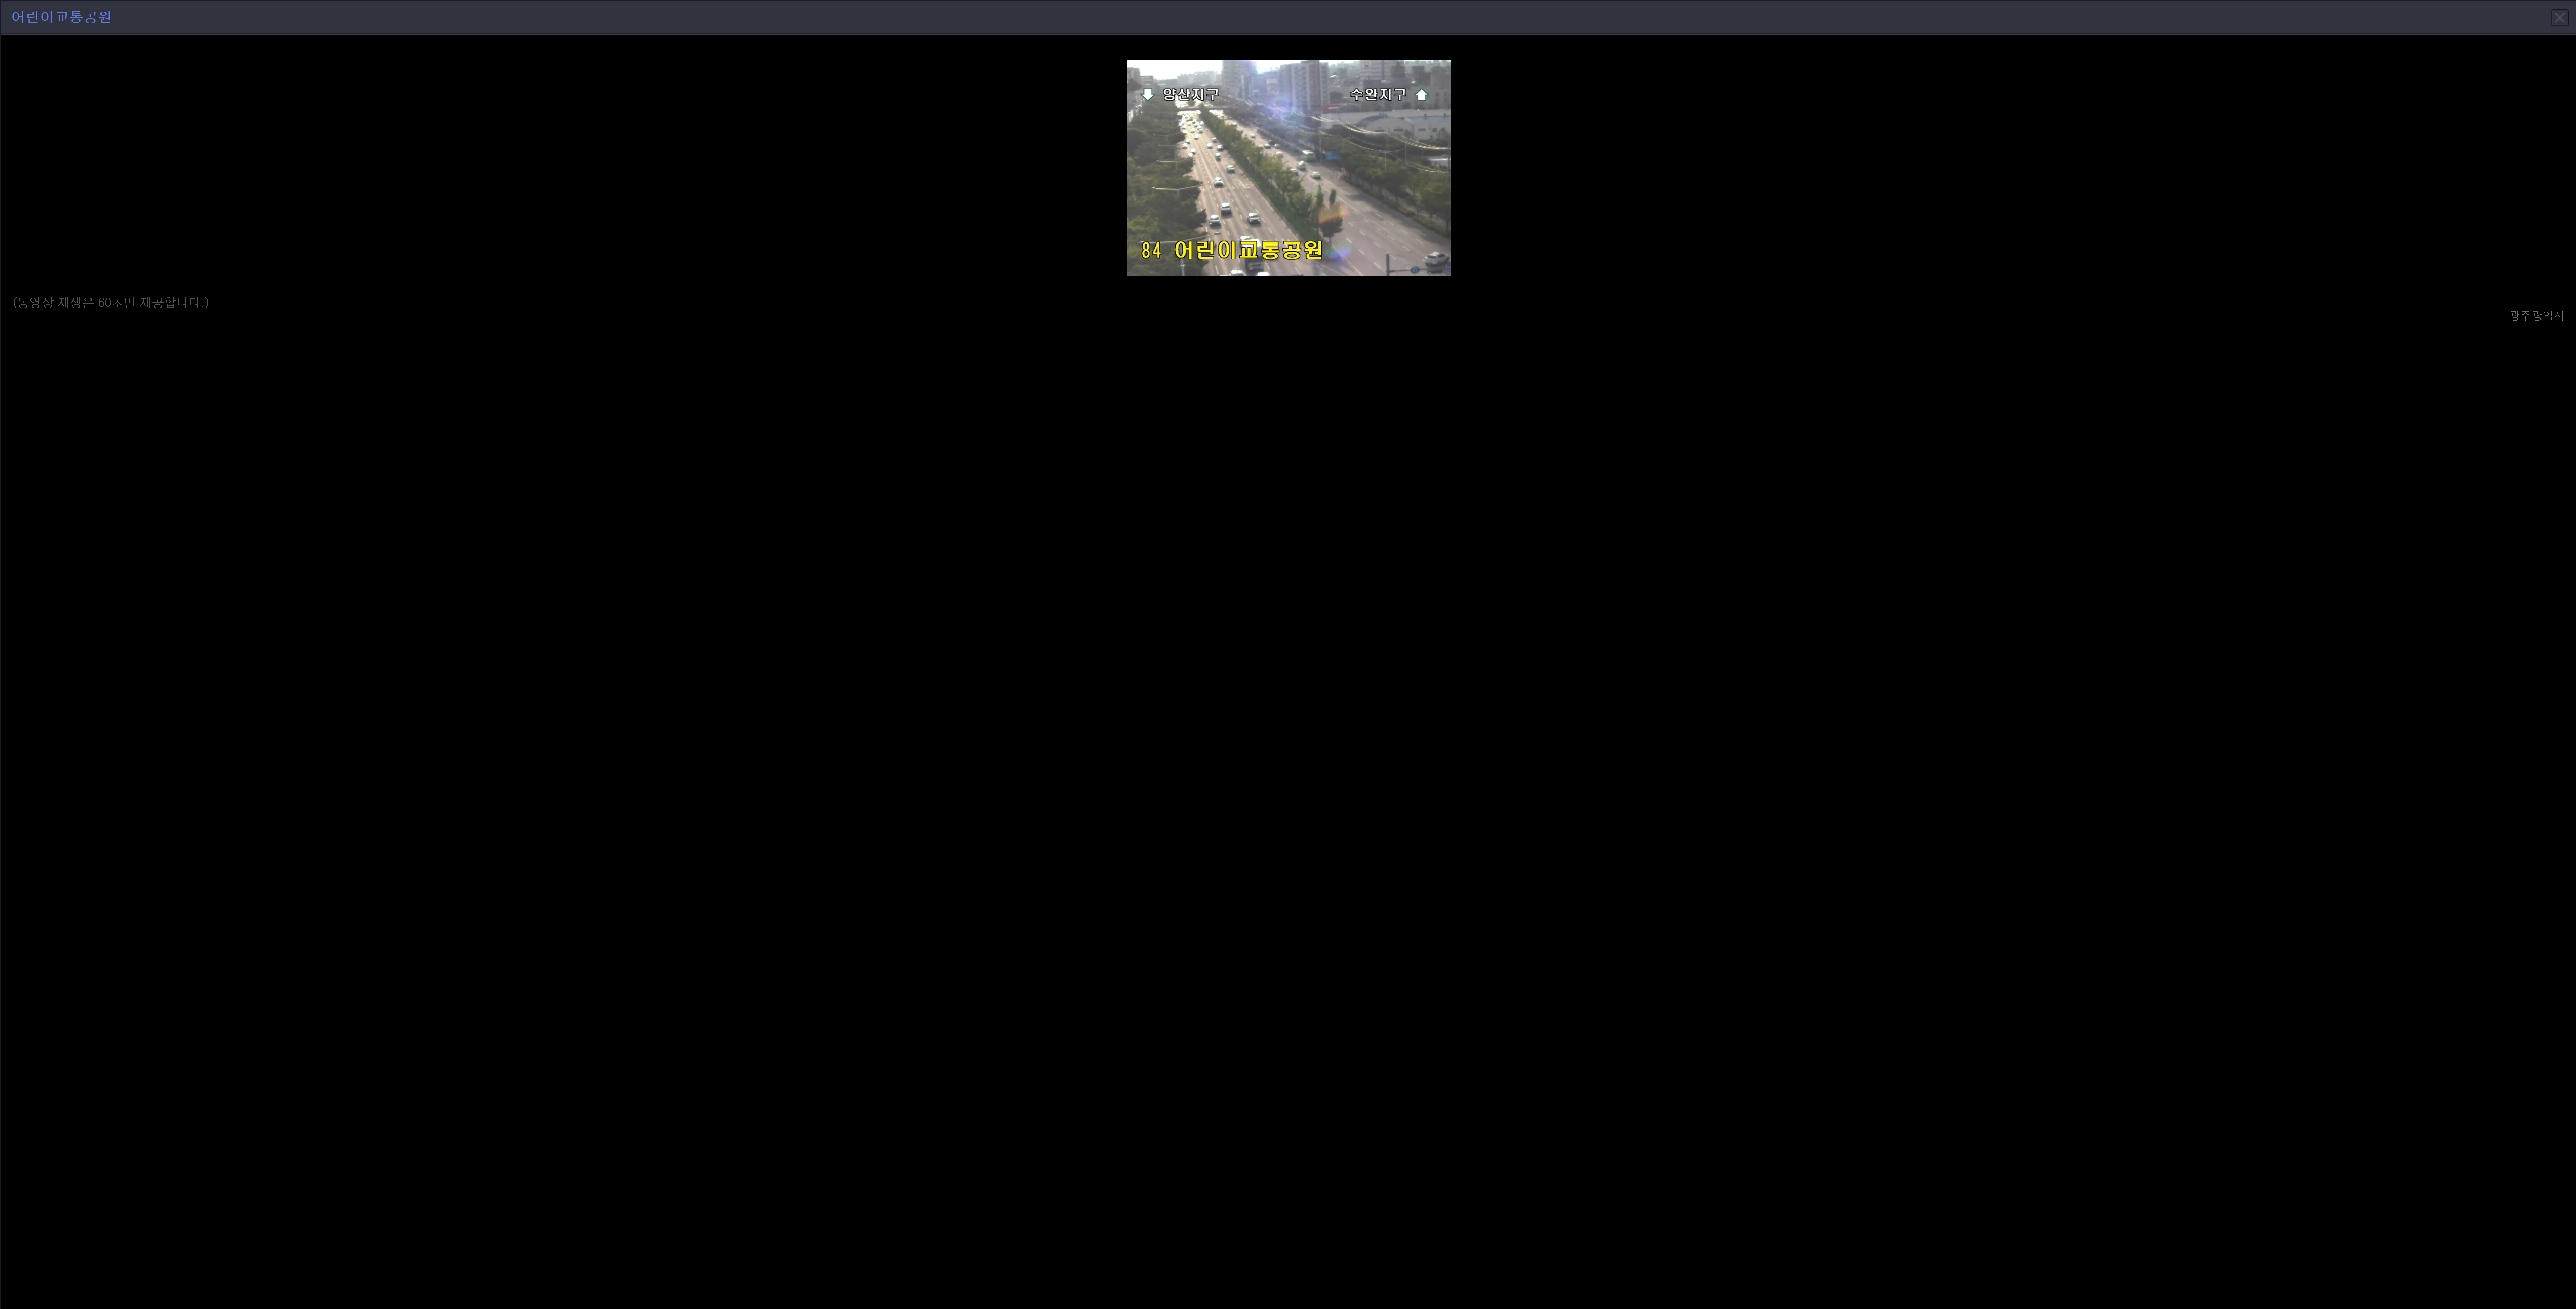 어린이교통공원
양산지구 수완지구
84 어린이교통공원
(동영상 재생은 60초만 제공합니다.)
광주광역시